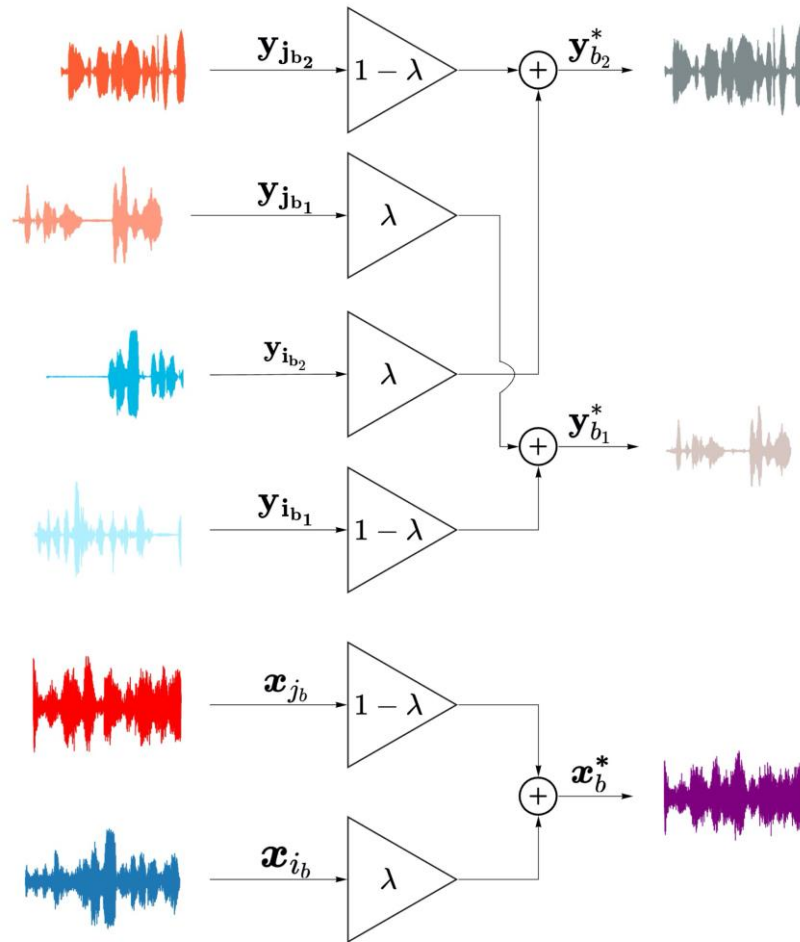 y_{j_{b_2}} 1 − λ + y*_{b_2}
y_{j_{b_1}} λ
y_{i_{b_2}} λ
+ y*_{b_1}
y_{i_{b_1}} 1 − λ
x_{j_b} 1 − λ
+ x*_b
x_{i_b} λ